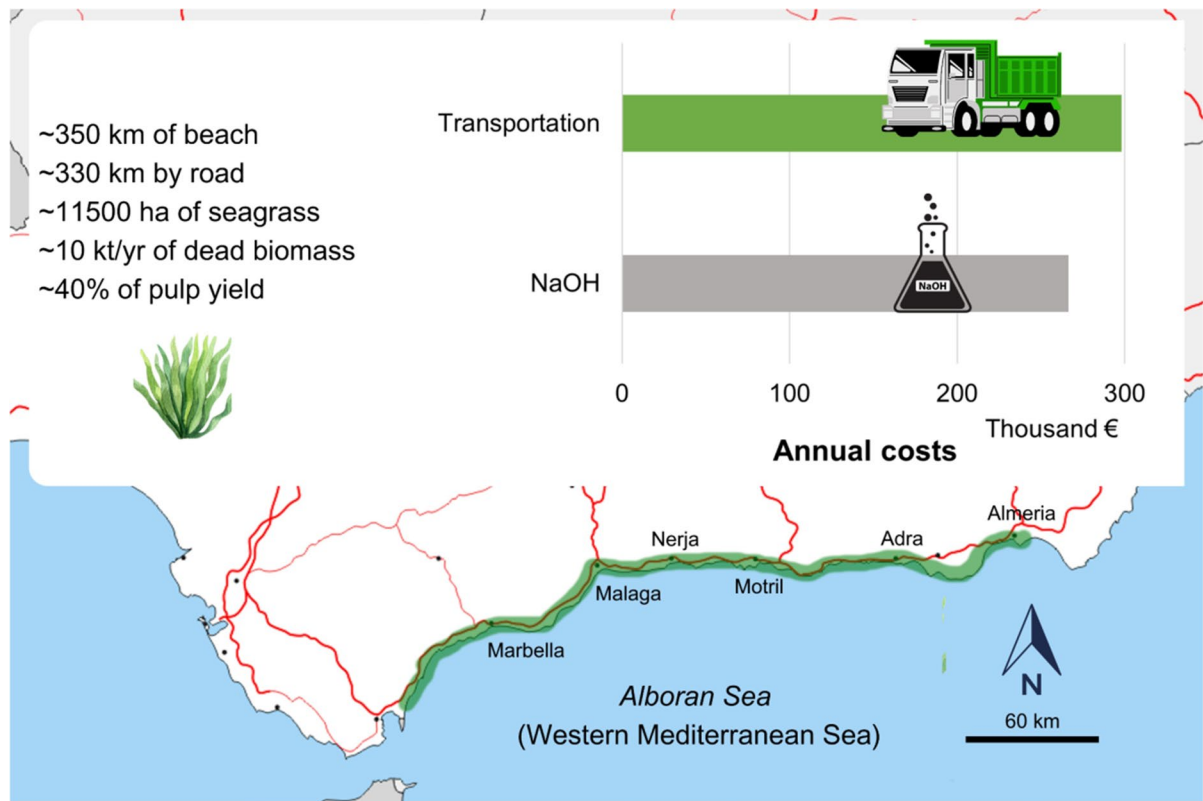 ~350 km of beach
~330 km by road
~11500 ha of seagrass
~10 kt/yr of dead biomass
~40% of pulp yield
Transportation
NaOH
NaOH
0 100 200 300
Thousand €
Annual costs
Almeria
Adra
Nerja
Motril
Malaga
Marbella
Alboran Sea
(Western Mediterranean Sea)
N
60 km